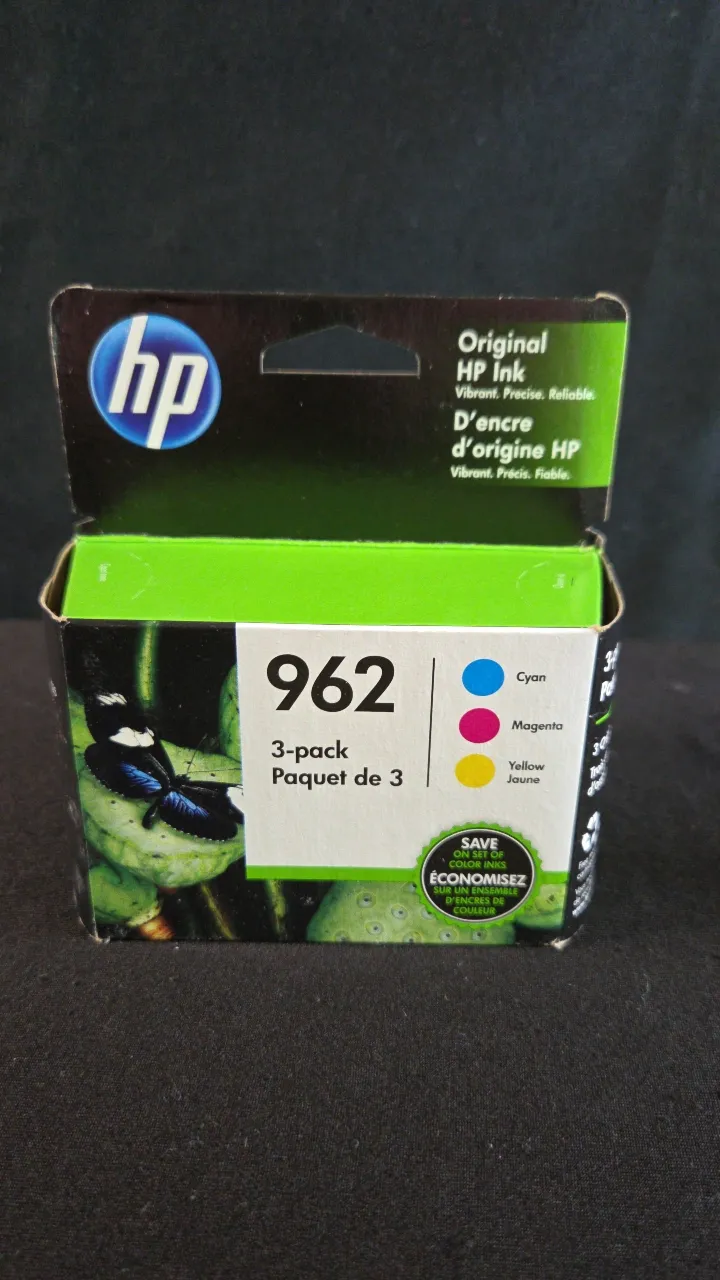 hp
Original
HP Ink
Vibrant. Precise. Reliable.
D'encre
d'origine HP
Vibrant. Précis. Fiable.
962
3-pack
Paquet de 3
Cyan
Magenta
Yellow
Jaune
SAVE
ON SET OF
COLOR INKS
ÉCONOMISEZ
SUR UN ENSEMBLE
D'ENCRES DE
COULEUR